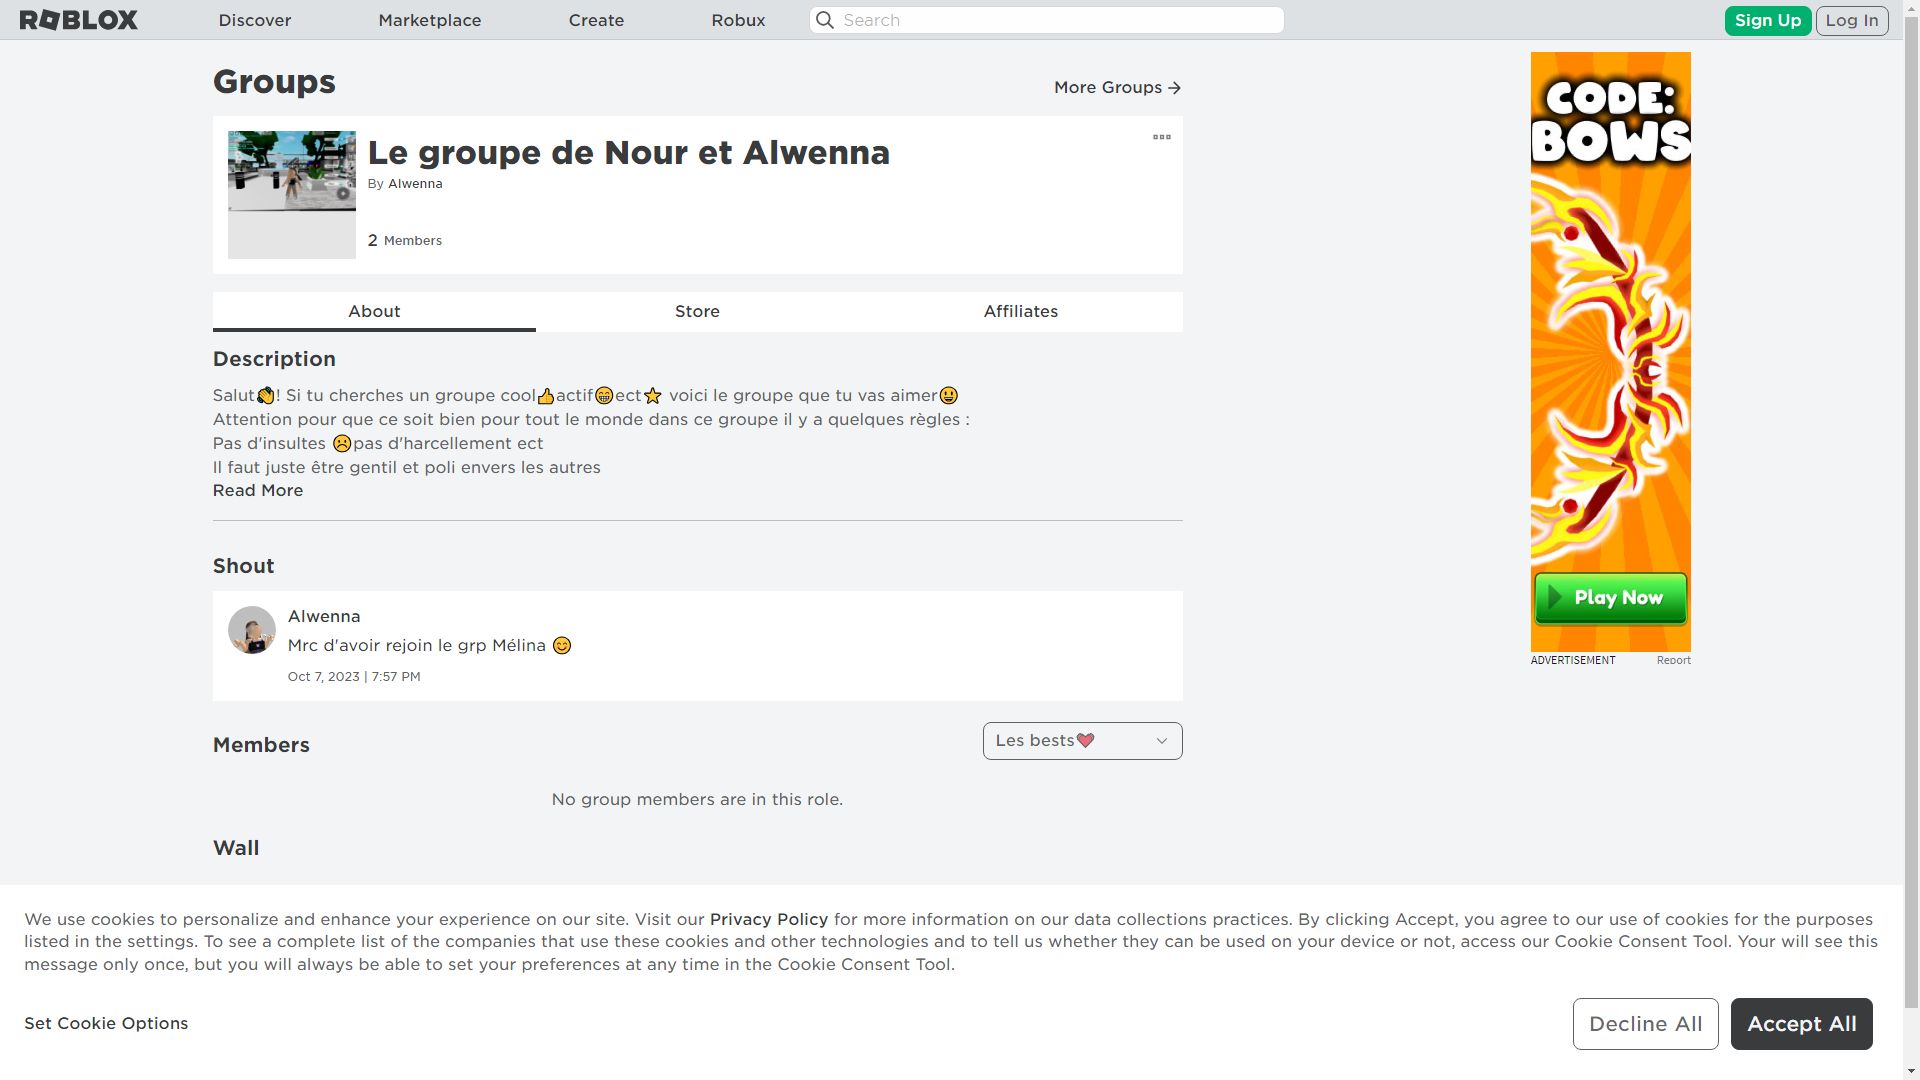 ROBLOX
Discover
Marketplace
Create
Robux
Search
Sign Up
Log In
Groups
More Groups
Le groupe de Nour et Alwenna
By Alwenna
2 Members
About
Store
Affiliates
Description
Salut👏! Si tu cherches un groupe cool👍actif😁ect⭐ voici le groupe que tu vas aimer😃
Attention pour que ce soit bien pour tout le monde dans ce groupe il y a quelques règles :
Pas d'insultes ☹️pas d'harcellement ect
Il faut juste être gentil et poli envers les autres
Read More
Shout
Alwenna
Mrc d'avoir rejoin le grp Mélina 😊
Oct 7, 2023 | 7:57 PM
Members
Les bests❤️
No group members are in this role.
Wall
CODE:
BOWS
Play Now
ADVERTISEMENT
Report
We use cookies to personalize and enhance your experience on our site. Visit our Privacy Policy for more information on our data collections practices. By clicking Accept, you agree to our use of cookies for the purposes
listed in the settings. To see a complete list of the companies that use these cookies and other technologies and to tell us whether they can be used on your device or not, access our Cookie Consent Tool. Your will see this
message only once, but you will always be able to set your preferences at any time in the Cookie Consent Tool.
Set Cookie Options
Decline All
Accept All